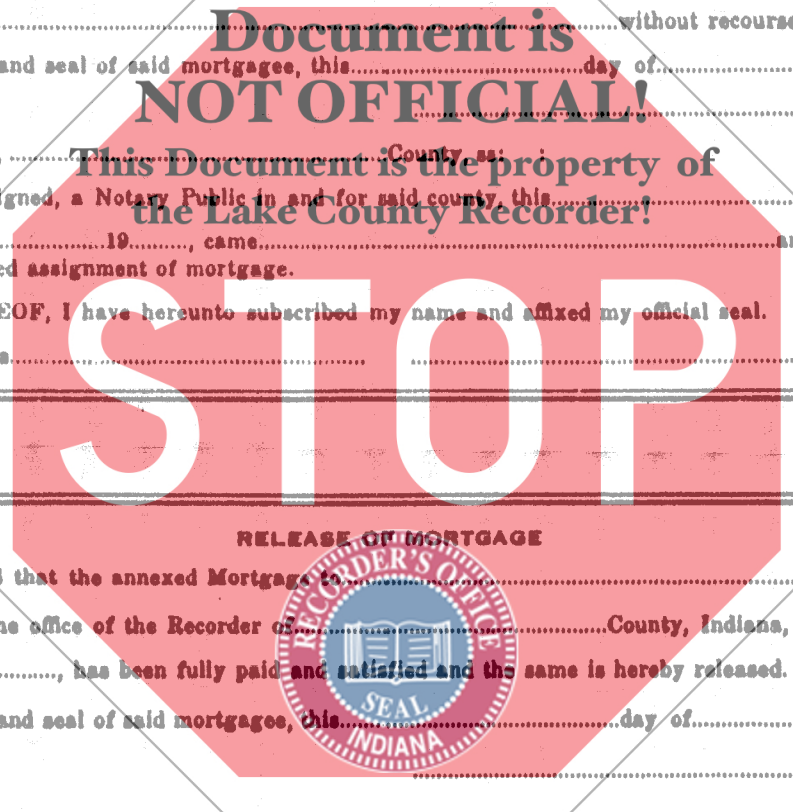 Document is
without recourse
and seal of said mortgagee, this day of
NOT OFFICIAL!
County, ss:
This Document is the property of
igned, a Notary Public in and for said county, this
the Lake County Recorder!
19 , came
ed assignment of mortgage.
EOF, I have hereunto subscribed my name and affixed my official seal.
STOP
RELEASE OF MORTGAGE
that the annexed Mortgage to
RECORDER'S OFFICE
he office of the Recorder of County, Indiana,
, has been fully paid and satisfied and the same is hereby released.
SEAL
and seal of said mortgagee, this day of
INDIANA